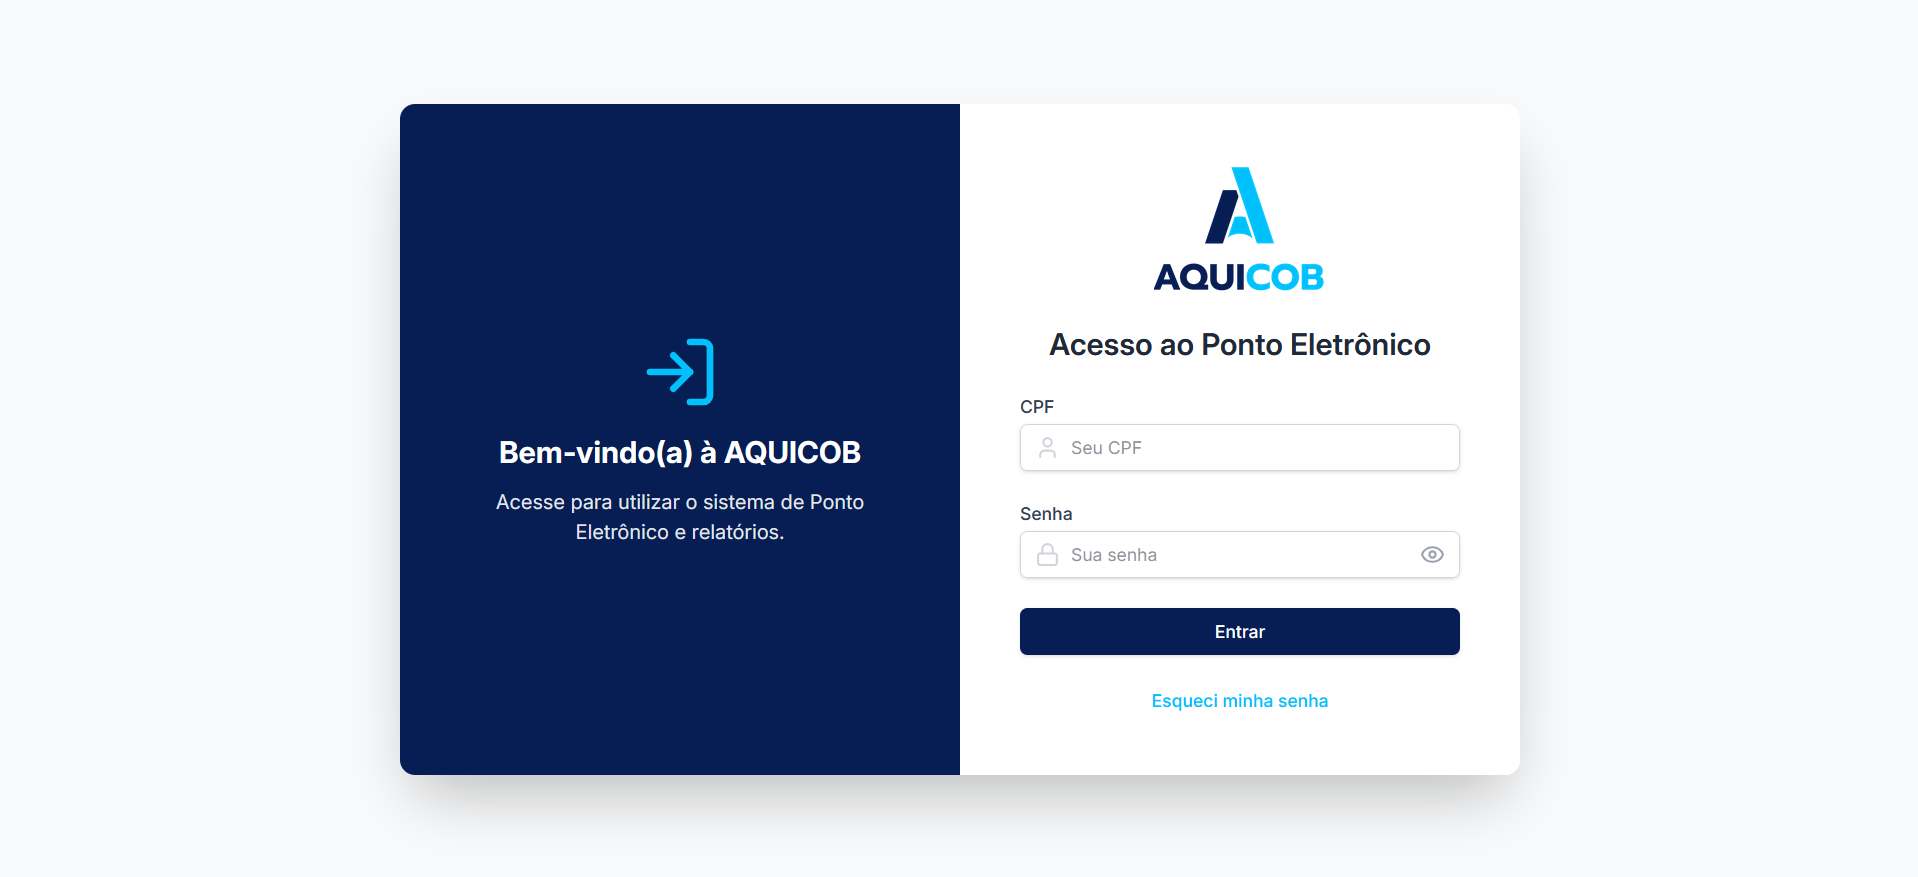 Bem-vindo(a) à AQUICOB
Acesse para utilizar o sistema de Ponto
Eletrônico e relatórios.
AQUICOB
Acesso ao Ponto Eletrônico
CPF
Seu CPF
Senha
Sua senha
Entrar
Esqueci minha senha